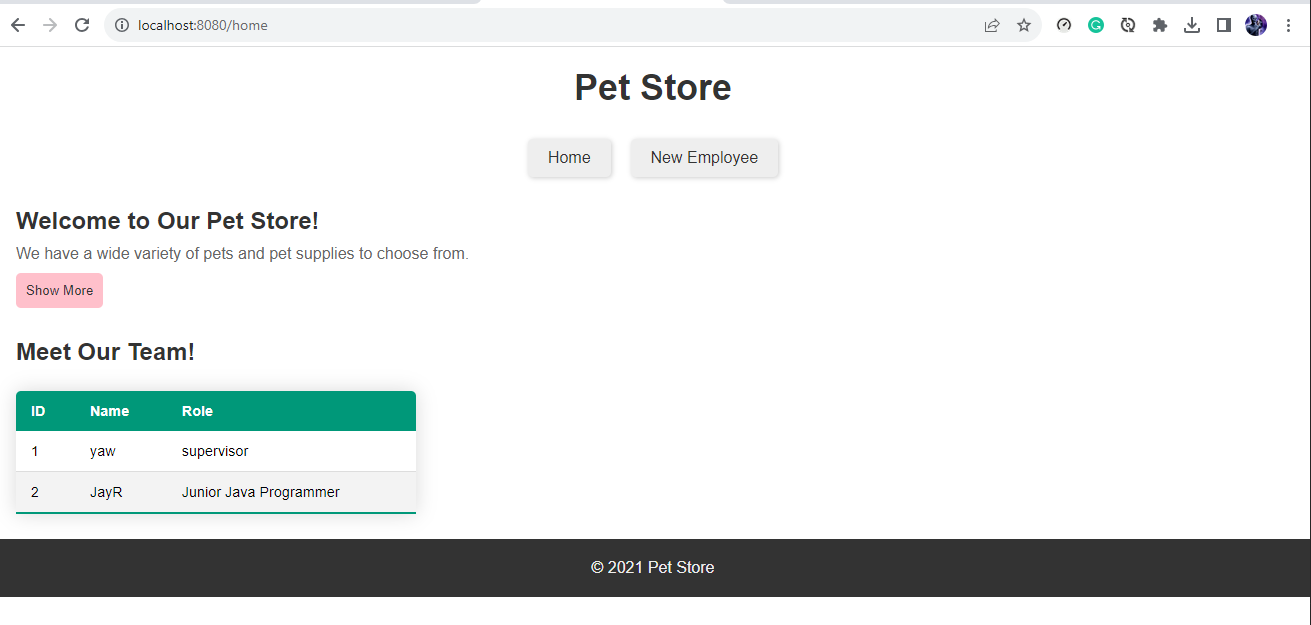 localhost:8080/home
Pet Store
Home New Employee
Welcome to Our Pet Store!
We have a wide variety of pets and pet supplies to choose from.
Show More
Meet Our Team!
ID Name Role
1 yaw supervisor
2 JayR Junior Java Programmer
© 2021 Pet Store